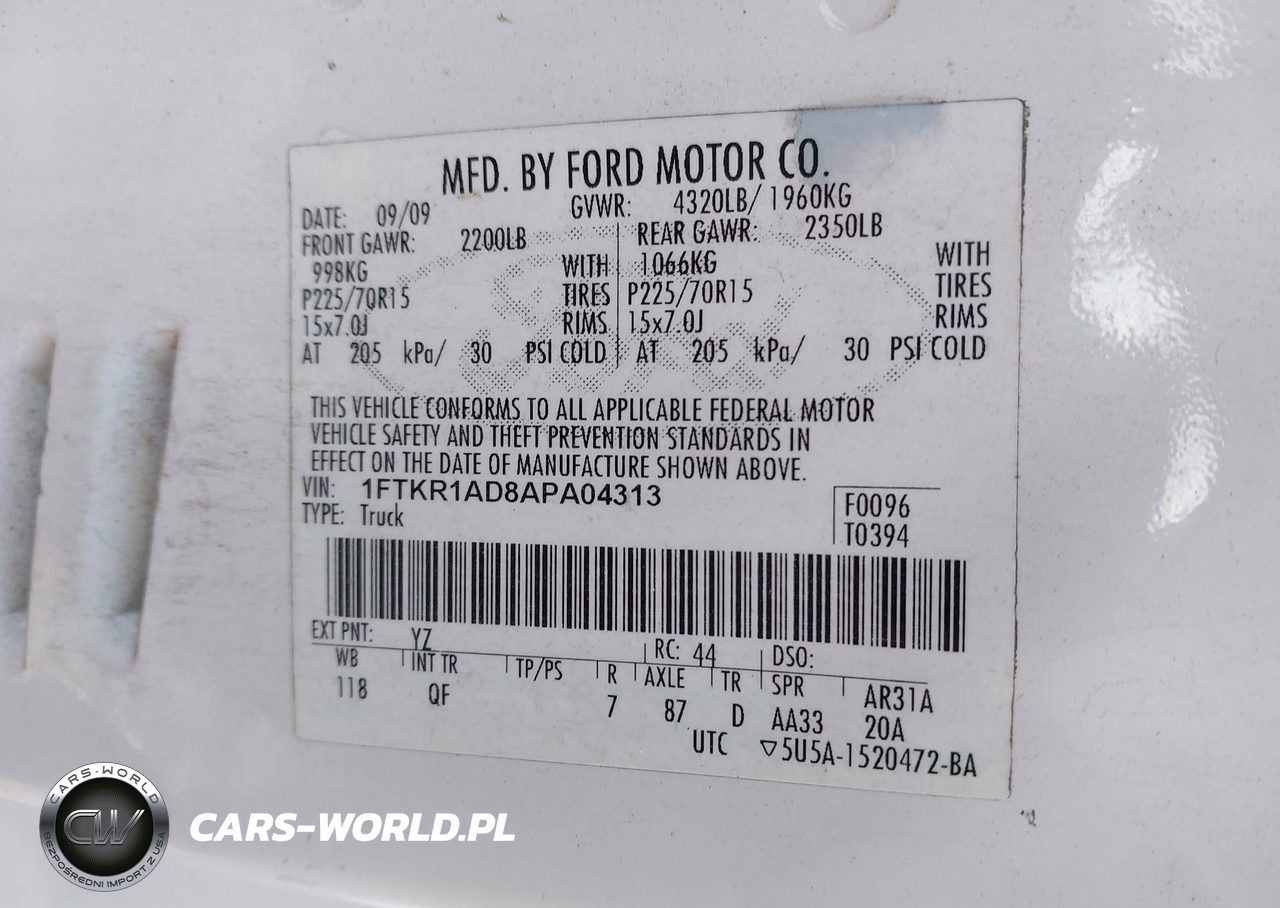 MFD. BY FORD MOTOR CO.
DATE: 09/09 GVWR: 4320LB/ 1960KG
FRONT GAWR: 2200LB REAR GAWR: 2350LB
998KG WITH 1066KG WITH
P225/70R15 TIRES P225/70R15 TIRES
15x7.0J RIMS 15x7.0J RIMS
AT 205 kPa/ 30 PSI COLD AT 205 kPa/ 30 PSI COLD
THIS VEHICLE CONFORMS TO ALL APPLICABLE FEDERAL MOTOR
VEHICLE SAFETY AND THEFT PREVENTION STANDARDS IN
EFFECT ON THE DATE OF MANUFACTURE SHOWN ABOVE.
VIN: 1FTKR1AD8APA04313 F0096
TYPE: Truck T0394
EXT PNT: YZ RC: 44 DSO:
WB INT TR TP/PS R AXLE TR SPR AR31A
118 QF 7 87 D AA33 20A
UTC ▽5U5A-1520472-BA
CARS-WORLD
CW
BEZPOŚREDNI IMPORT Z USA
CARS-WORLD.PL